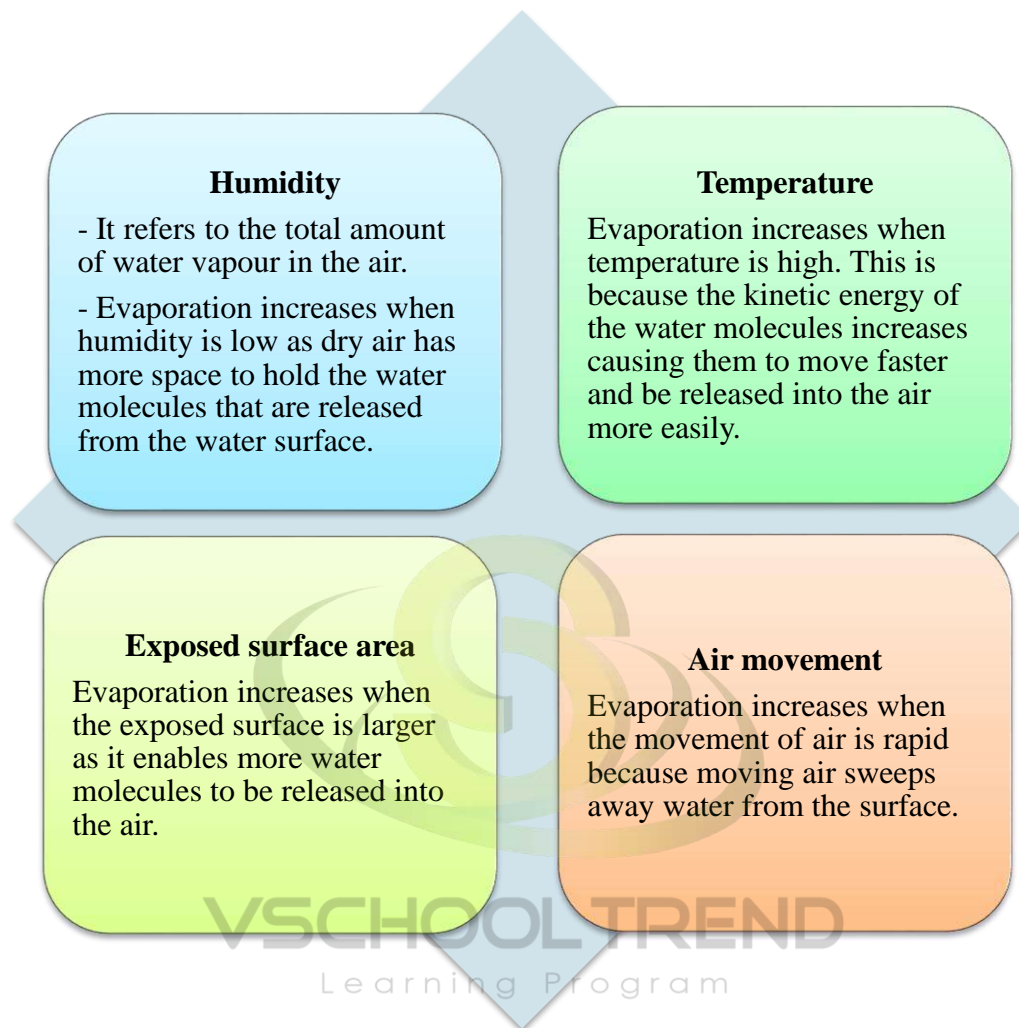 Humidity
- It refers to the total amount
of water vapour in the air.
- Evaporation increases when
humidity is low as dry air has
more space to hold the water
molecules that are released
from the water surface.
Temperature
Evaporation increases when
temperature is high. This is
because the kinetic energy of
the water molecules increases
causing them to move faster
and be released into the air
more easily.
Exposed surface area
Evaporation increases when
the exposed surface is larger
as it enables more water
molecules to be released into
the air.
Air movement
Evaporation increases when
the movement of air is rapid
because moving air sweeps
away water from the surface.
VSCHOOL TREND
Learning Program